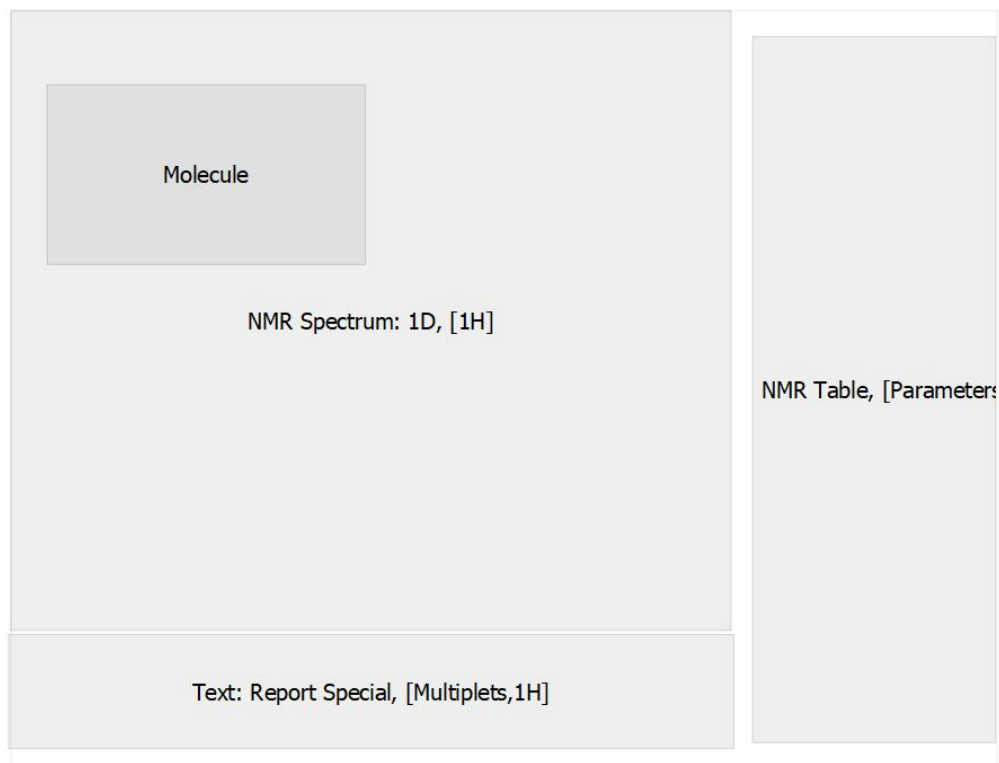 Molecule
NMR Spectrum: 1D, [1H]
NMR Table, [Parameters
Text: Report Special, [Multiplets,1H]